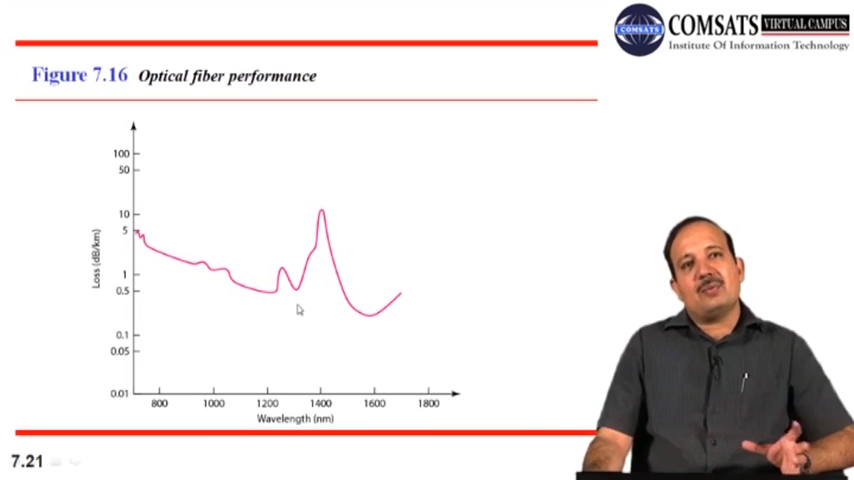 COMSATS VIRTUAL CAMPUS
COMSATS
Institute Of Information Technology
Figure 7.16 Optical fiber performance
100
50
10
5
1
0.5
0.1
0.05
0.01
Loss (dB/km)
800 1000 1200 1400 1600 1800
Wavelength (nm)
7.21